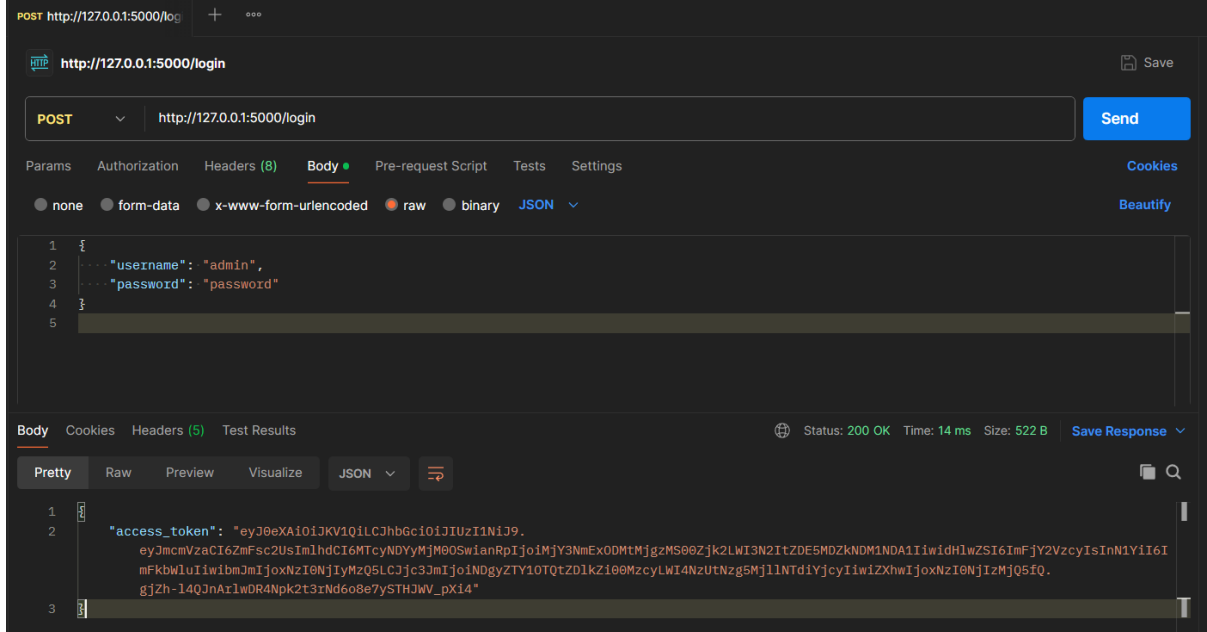 POST http://127.0.0.1:5000/log
HTTP http://127.0.0.1:5000/login Save
POST http://127.0.0.1:5000/login Send
Params Authorization Headers (8) Body Pre-request Script Tests Settings Cookies
none form-data x-www-form-urlencoded raw binary JSON Beautify
1 {
2 "username": "admin",
3 "password": "password"
4 }
5
Body Cookies Headers (5) Test Results Status: 200 OK Time: 14 ms Size: 522 B Save Response
Pretty Raw Preview Visualize JSON
1 {
2 "access_token": "eyJ0eXAiOiJKV1QiLCJhbGciOiJIUzI1NiJ9.
eyJmcmVzaCI6ZmFsc2UsImlhdCI6MTcyNDYyMjM0OSwianRpIjoiMjY3NmExODMtMjgzMS00Zjk2LWI3N2ItZDE5MDZkNDM1NDA1IiwidHlwZSI6ImFjY2VzcyIsInN1YiI6I
mFkbWluIiwibmJmIjoxNzI0NjIyMzQ5LCJjc3JmIjoiNDgyZTY1OTQtZDlkZi00MzcyLWI4NzUtNzg5MjllNTdiYjcyIiwiZXhwIjoxNzI0NjIzMjQ5fQ.
gjZh-l4QJnArlwDR4Npk2t3rNd6o8e7ySTHJWV_pXi4"
3 }